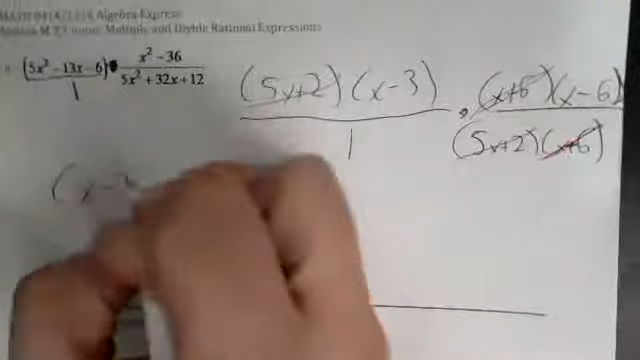 Algebra Express
Multiply and Divide Rational Expressions
(5x² - 13x - 6) • x² - 36
1 5x² + 32x + 12
(5x+2)(x-3) • (x+6)(x-6)
1 (5x+2)(x+6)
(x-3